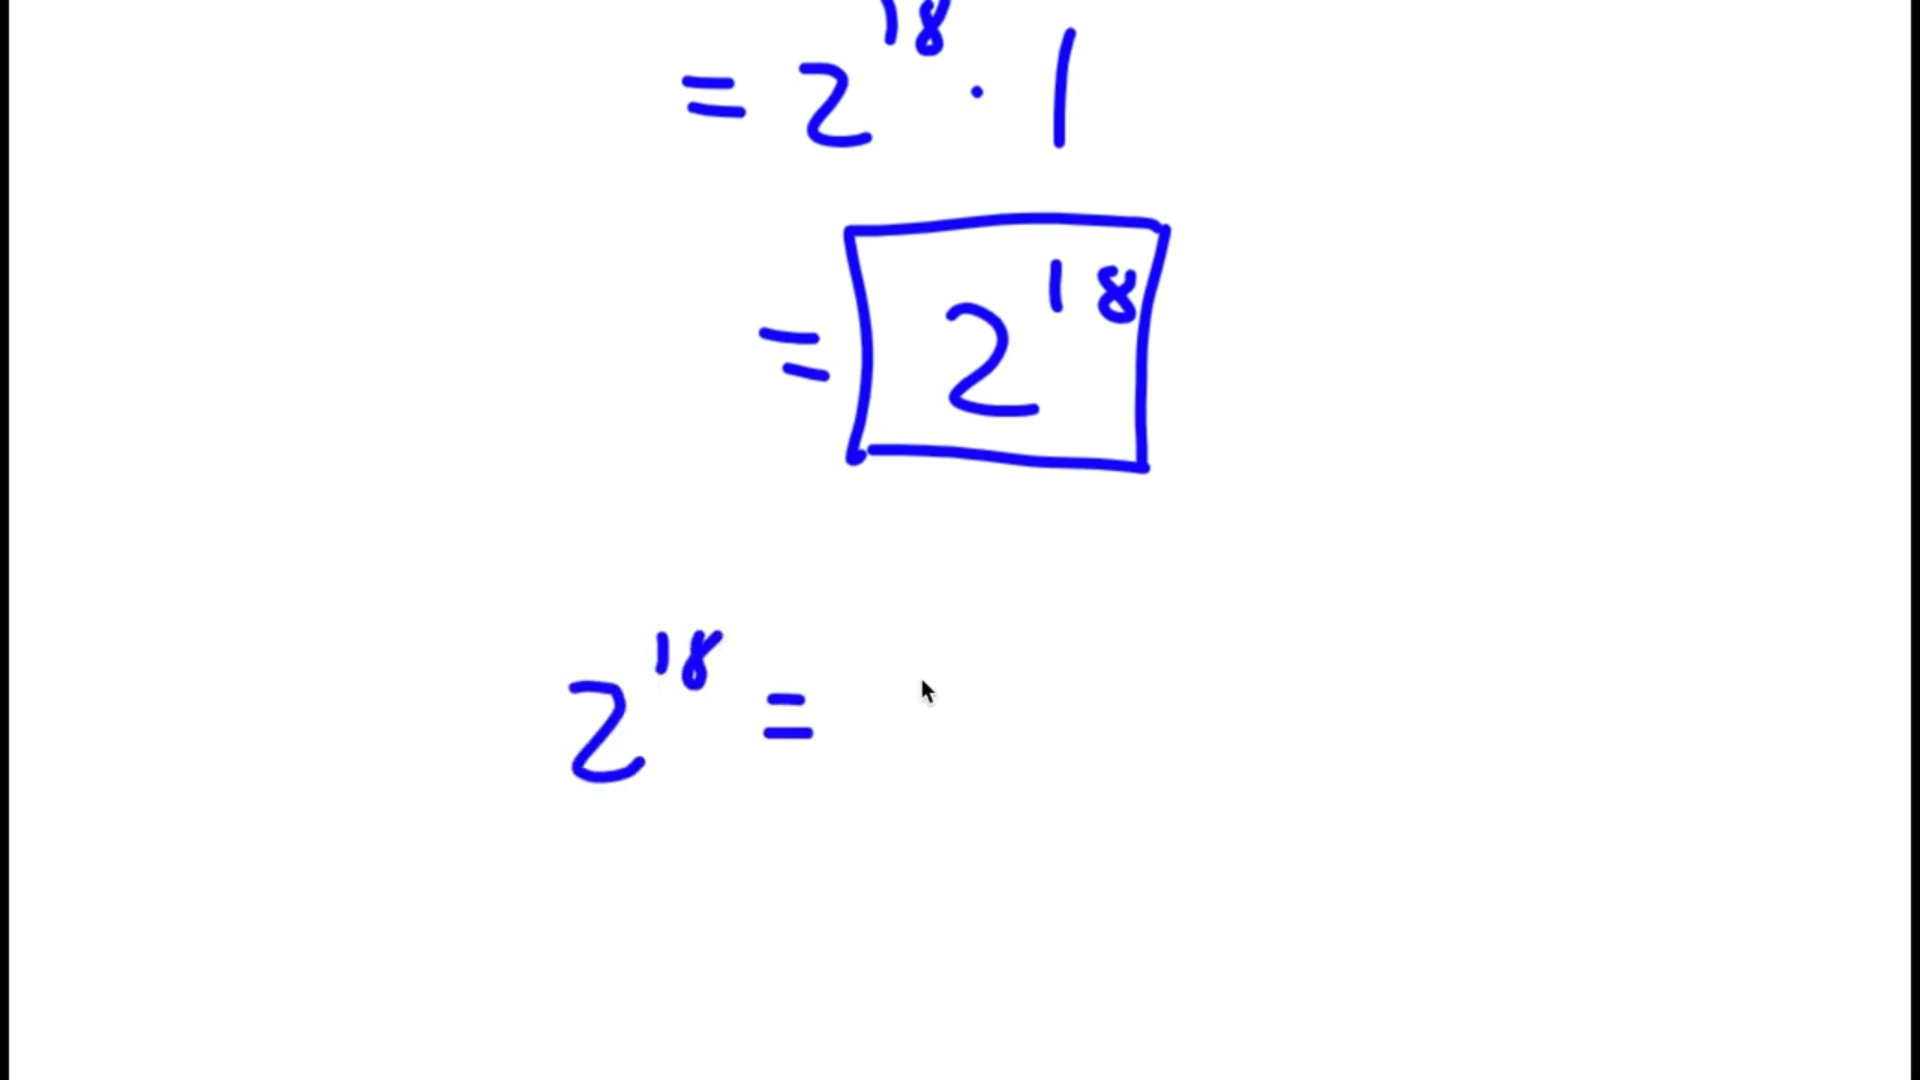 = 2^18 · 1
= 2^18
2^18 =